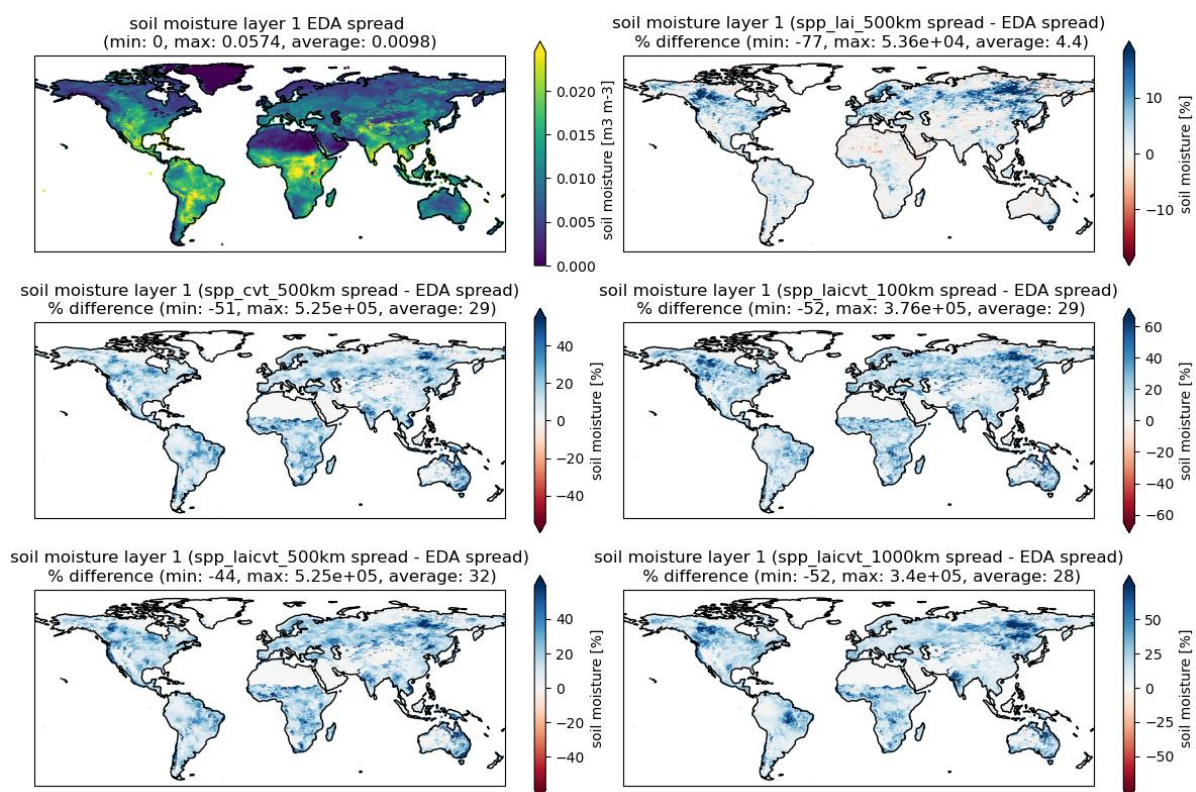 soil moisture layer 1 EDA spread
(min: 0, max: 0.0574, average: 0.0098)
0.020
0.015
0.010
0.005
0.000
soil moisture [m3 m-3]
soil moisture layer 1 (spp_lai_500km spread - EDA spread)
% difference (min: -77, max: 5.36e+04, average: 4.4)
10
0
−10
soil moisture [%]
soil moisture layer 1 (spp_cvt_500km spread - EDA spread)
% difference (min: -51, max: 5.25e+05, average: 29)
40
20
0
−20
−40
soil moisture [%]
soil moisture layer 1 (spp_laicvt_100km spread - EDA spread)
% difference (min: -52, max: 3.76e+05, average: 29)
60
40
20
0
−20
−40
−60
soil moisture [%]
soil moisture layer 1 (spp_laicvt_500km spread - EDA spread)
% difference (min: -44, max: 5.25e+05, average: 32)
40
20
0
−20
−40
soil moisture [%]
soil moisture layer 1 (spp_laicvt_1000km spread - EDA spread)
% difference (min: -52, max: 3.4e+05, average: 28)
50
25
0
−25
−50
soil moisture [%]